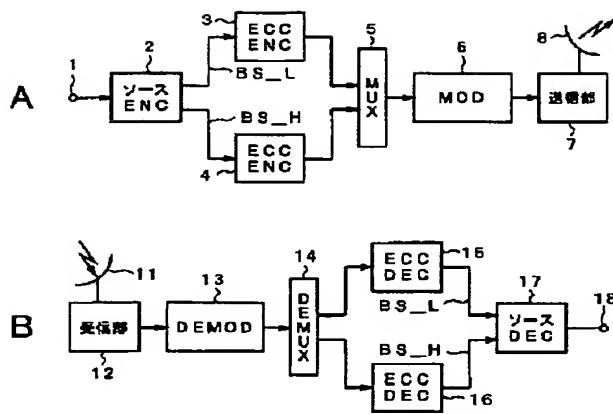 A
1
2
ソース
ENC
3
ECC
ENC
BS_L
BS_H
ECC
ENC
4
5
MUX
6
MOD
8
送信部
7
B
11
受信部
12
13
DEMOD
14
DEMUX
15
ECC
DEC
BS_L
BS_H
ECC
DEC
16
17
ソース
DEC
18